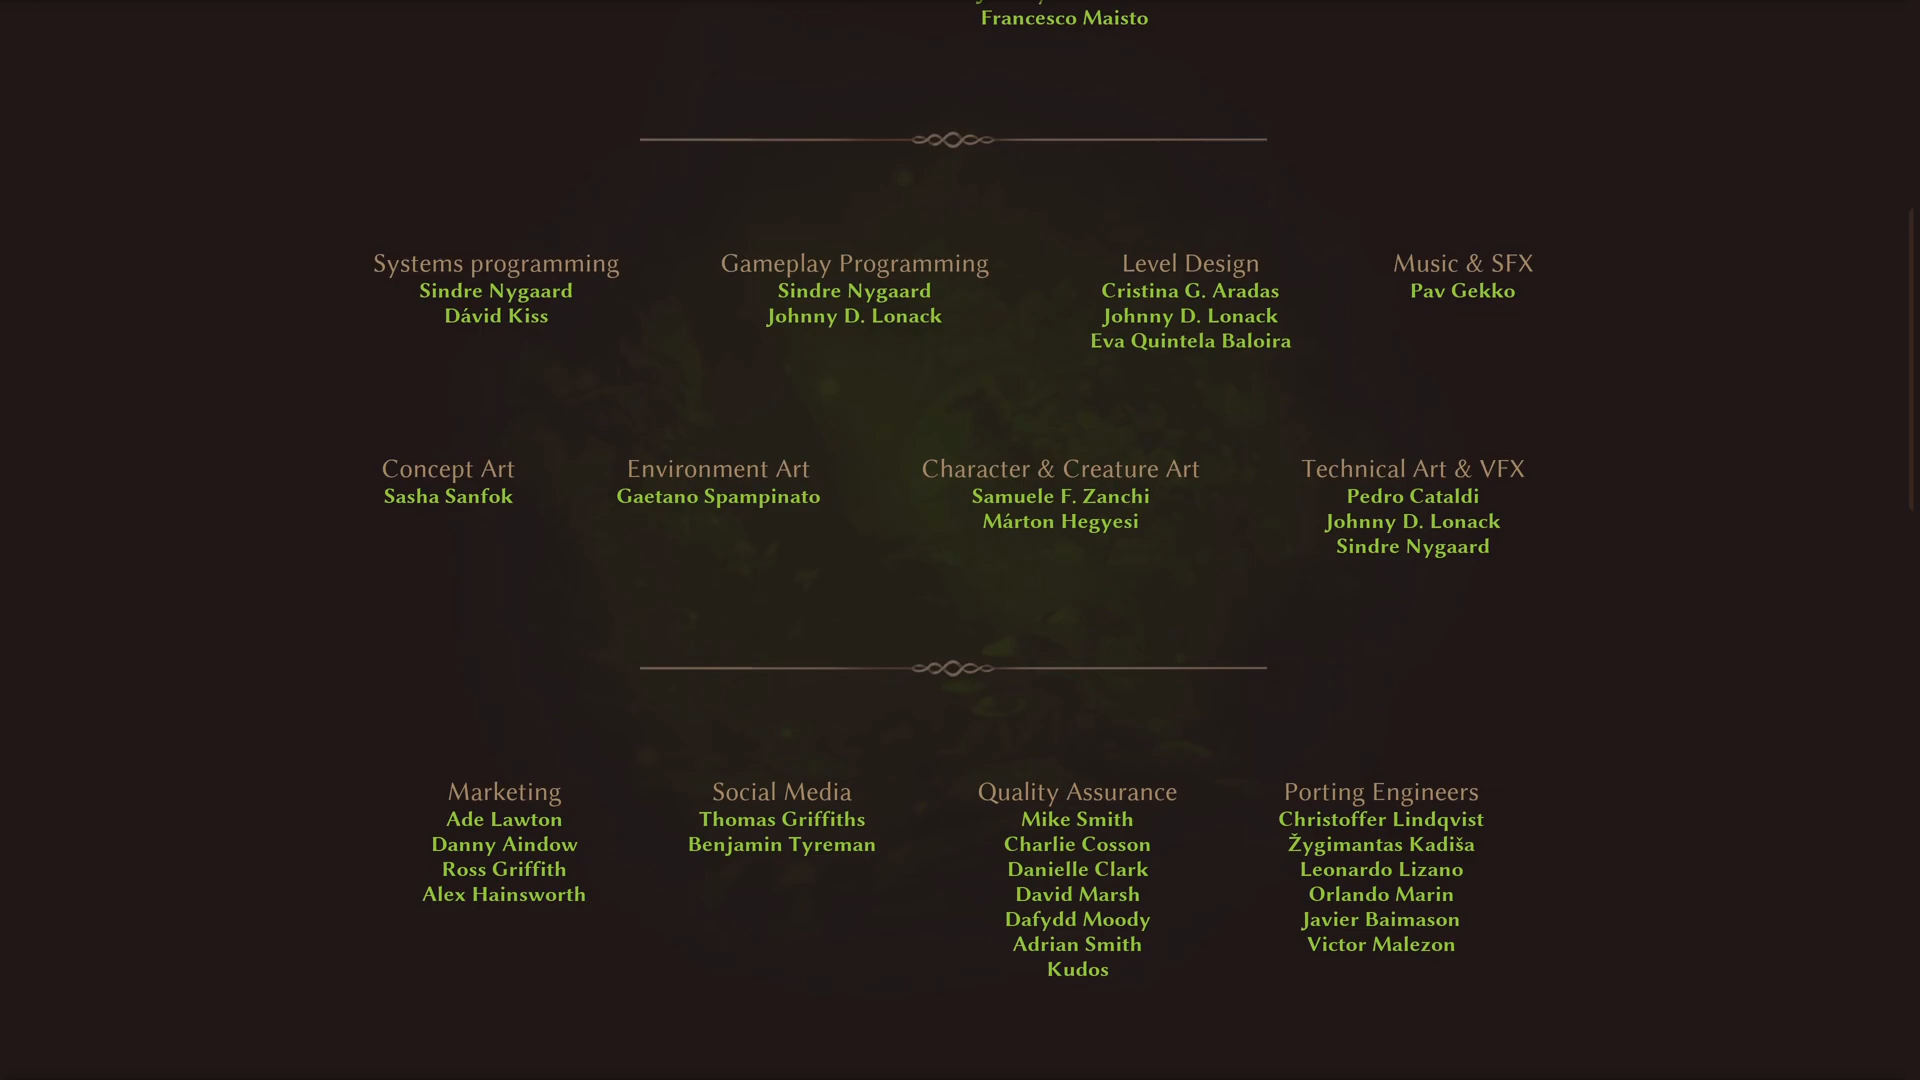 Francesco Maisto
Systems programming
Sindre Nygaard
Dávid Kiss
Gameplay Programming
Sindre Nygaard
Johnny D. Lonack
Level Design
Cristina G. Aradas
Johnny D. Lonack
Eva Quintela Baloira
Music & SFX
Pav Gekko
Concept Art
Sasha Sanfok
Environment Art
Gaetano Spampinato
Character & Creature Art
Samuele F. Zanchi
Márton Hegyesi
Technical Art & VFX
Pedro Cataldi
Johnny D. Lonack
Sindre Nygaard
Marketing
Ade Lawton
Danny Aindow
Ross Griffith
Alex Hainsworth
Social Media
Thomas Griffiths
Benjamin Tyreman
Quality Assurance
Mike Smith
Charlie Cosson
Danielle Clark
David Marsh
Dafydd Moody
Adrian Smith
Kudos
Porting Engineers
Christoffer Lindqvist
Žygimantas Kadiša
Leonardo Lizano
Orlando Marin
Javier Baimason
Victor Malezon